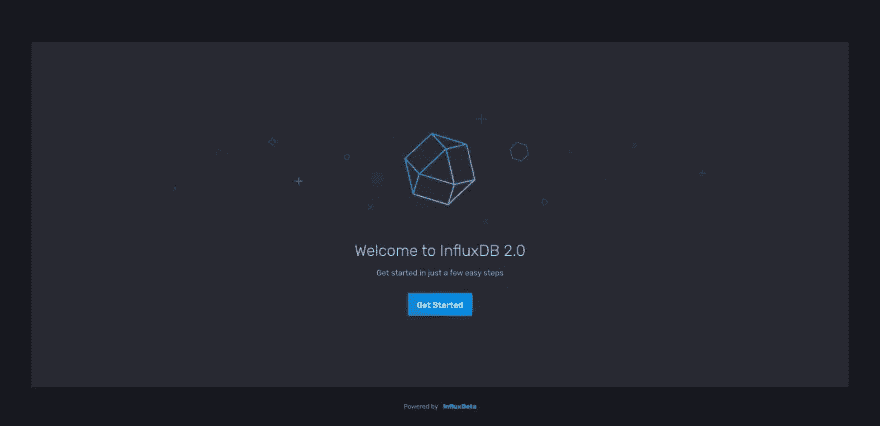 Welcome to InfluxDB 2.0
Get started in just a few easy steps
Get Started
Powered by InfluxData